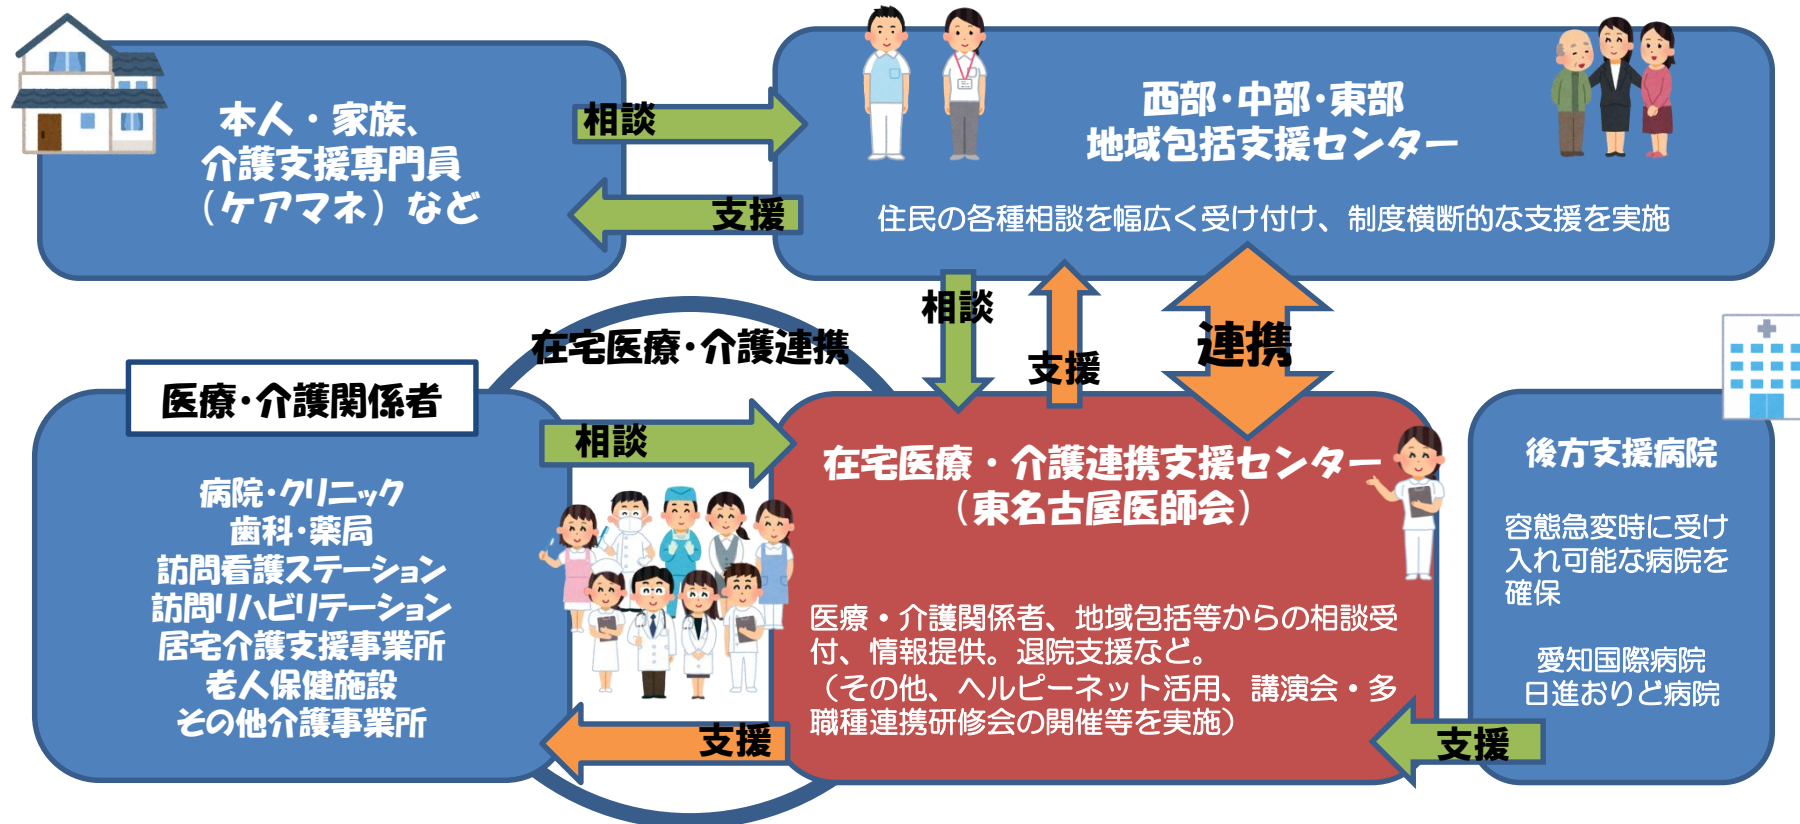 本人・家族、
介護支援専門員
（ケアマネ）など
相談
支援
西部・中部・東部
地域包括支援センター
住民の各種相談を幅広く受け付け、制度横断的な支援を実施
相談
支援
連携
在宅医療・介護連携
医療・介護関係者
病院・クリニック
歯科・薬局
訪問看護ステーション
訪問リハビリテーション
居宅介護支援事業所
老人保健施設
その他介護事業所
相談
支援
在宅医療・介護連携支援センター
（東名古屋医師会）
医療・介護関係者、地域包括等からの相談受
付、情報提供。退院支援など。
（その他、ヘルピーネット活用、講演会・多
職種連携研修会の開催等を実施）
後方支援病院
容態急変時に受け
入れ可能な病院を
確保
愛知国際病院
日進おりど病院
支援